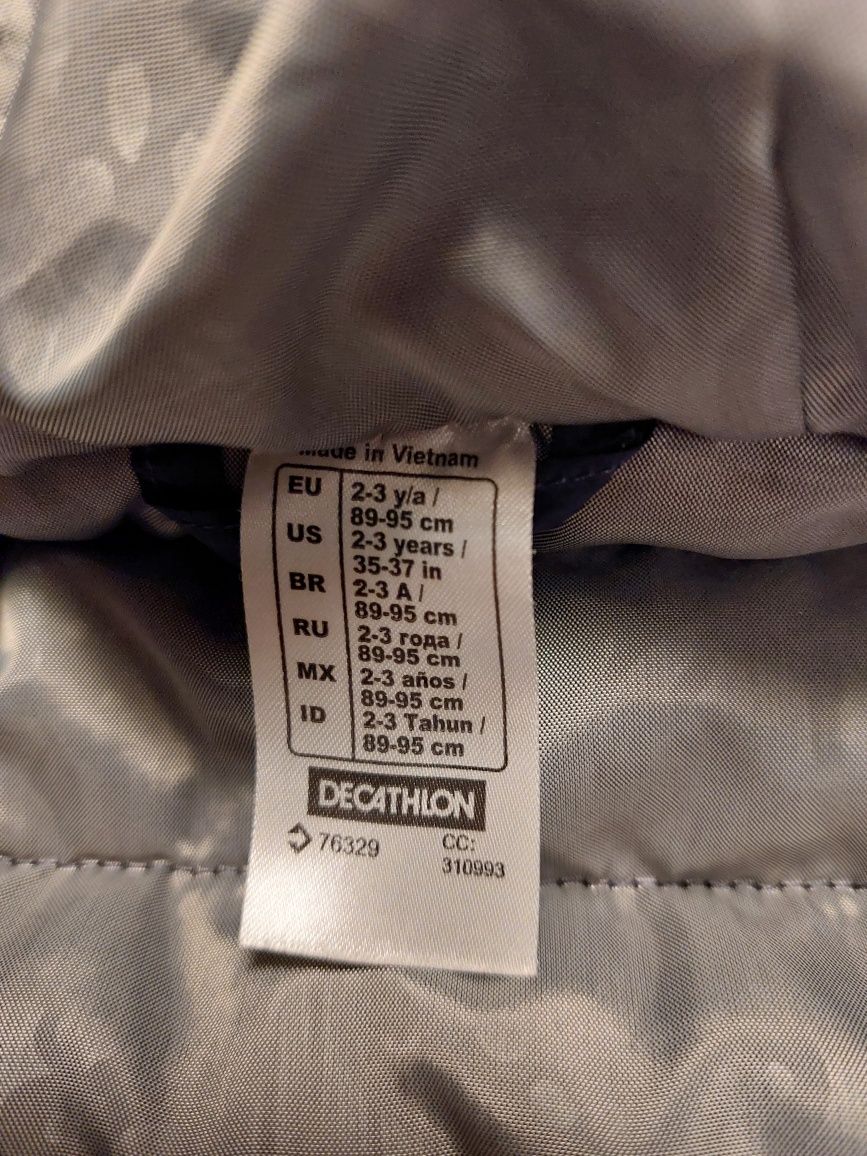 Made in Vietnam
EU 2-3 y/a /
89-95 cm
US 2-3 years /
35-37 in
BR 2-3 A /
89-95 cm
RU 2-3 года /
89-95 cm
MX 2-3 años /
89-95 cm
ID 2-3 Tahun /
89-95 cm
DECATHLON
76329 CC:
310993